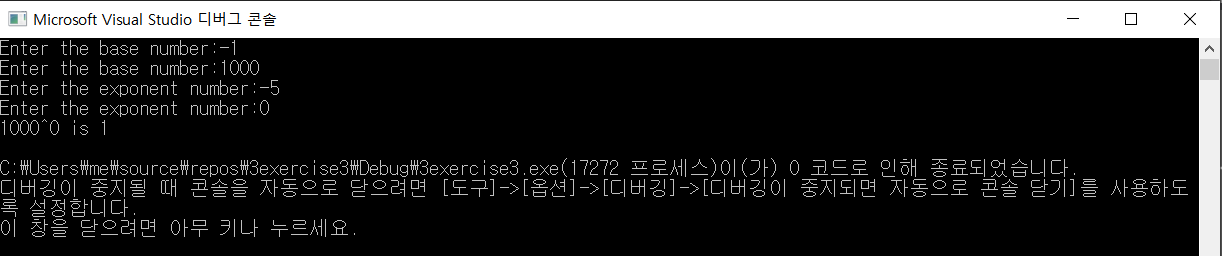 Microsoft Visual Studio 디버그 콘솔
Enter the base number:-1
Enter the base number:1000
Enter the exponent number:-5
Enter the exponent number:0
1000^0 is 1
C:₩Users₩me₩source₩repos₩3exercise3₩Debug₩3exercise3.exe(17272 프로세스)이(가) 0 코드로 인해 종료되었습니다.
디버깅이 중지될 때 콘솔을 자동으로 닫으려면 [도구]->[옵션]->[디버깅]->[디버깅이 중지되면 자동으로 콘솔 닫기]를 사용하도
록 설정합니다.
이 창을 닫으려면 아무 키나 누르세요.